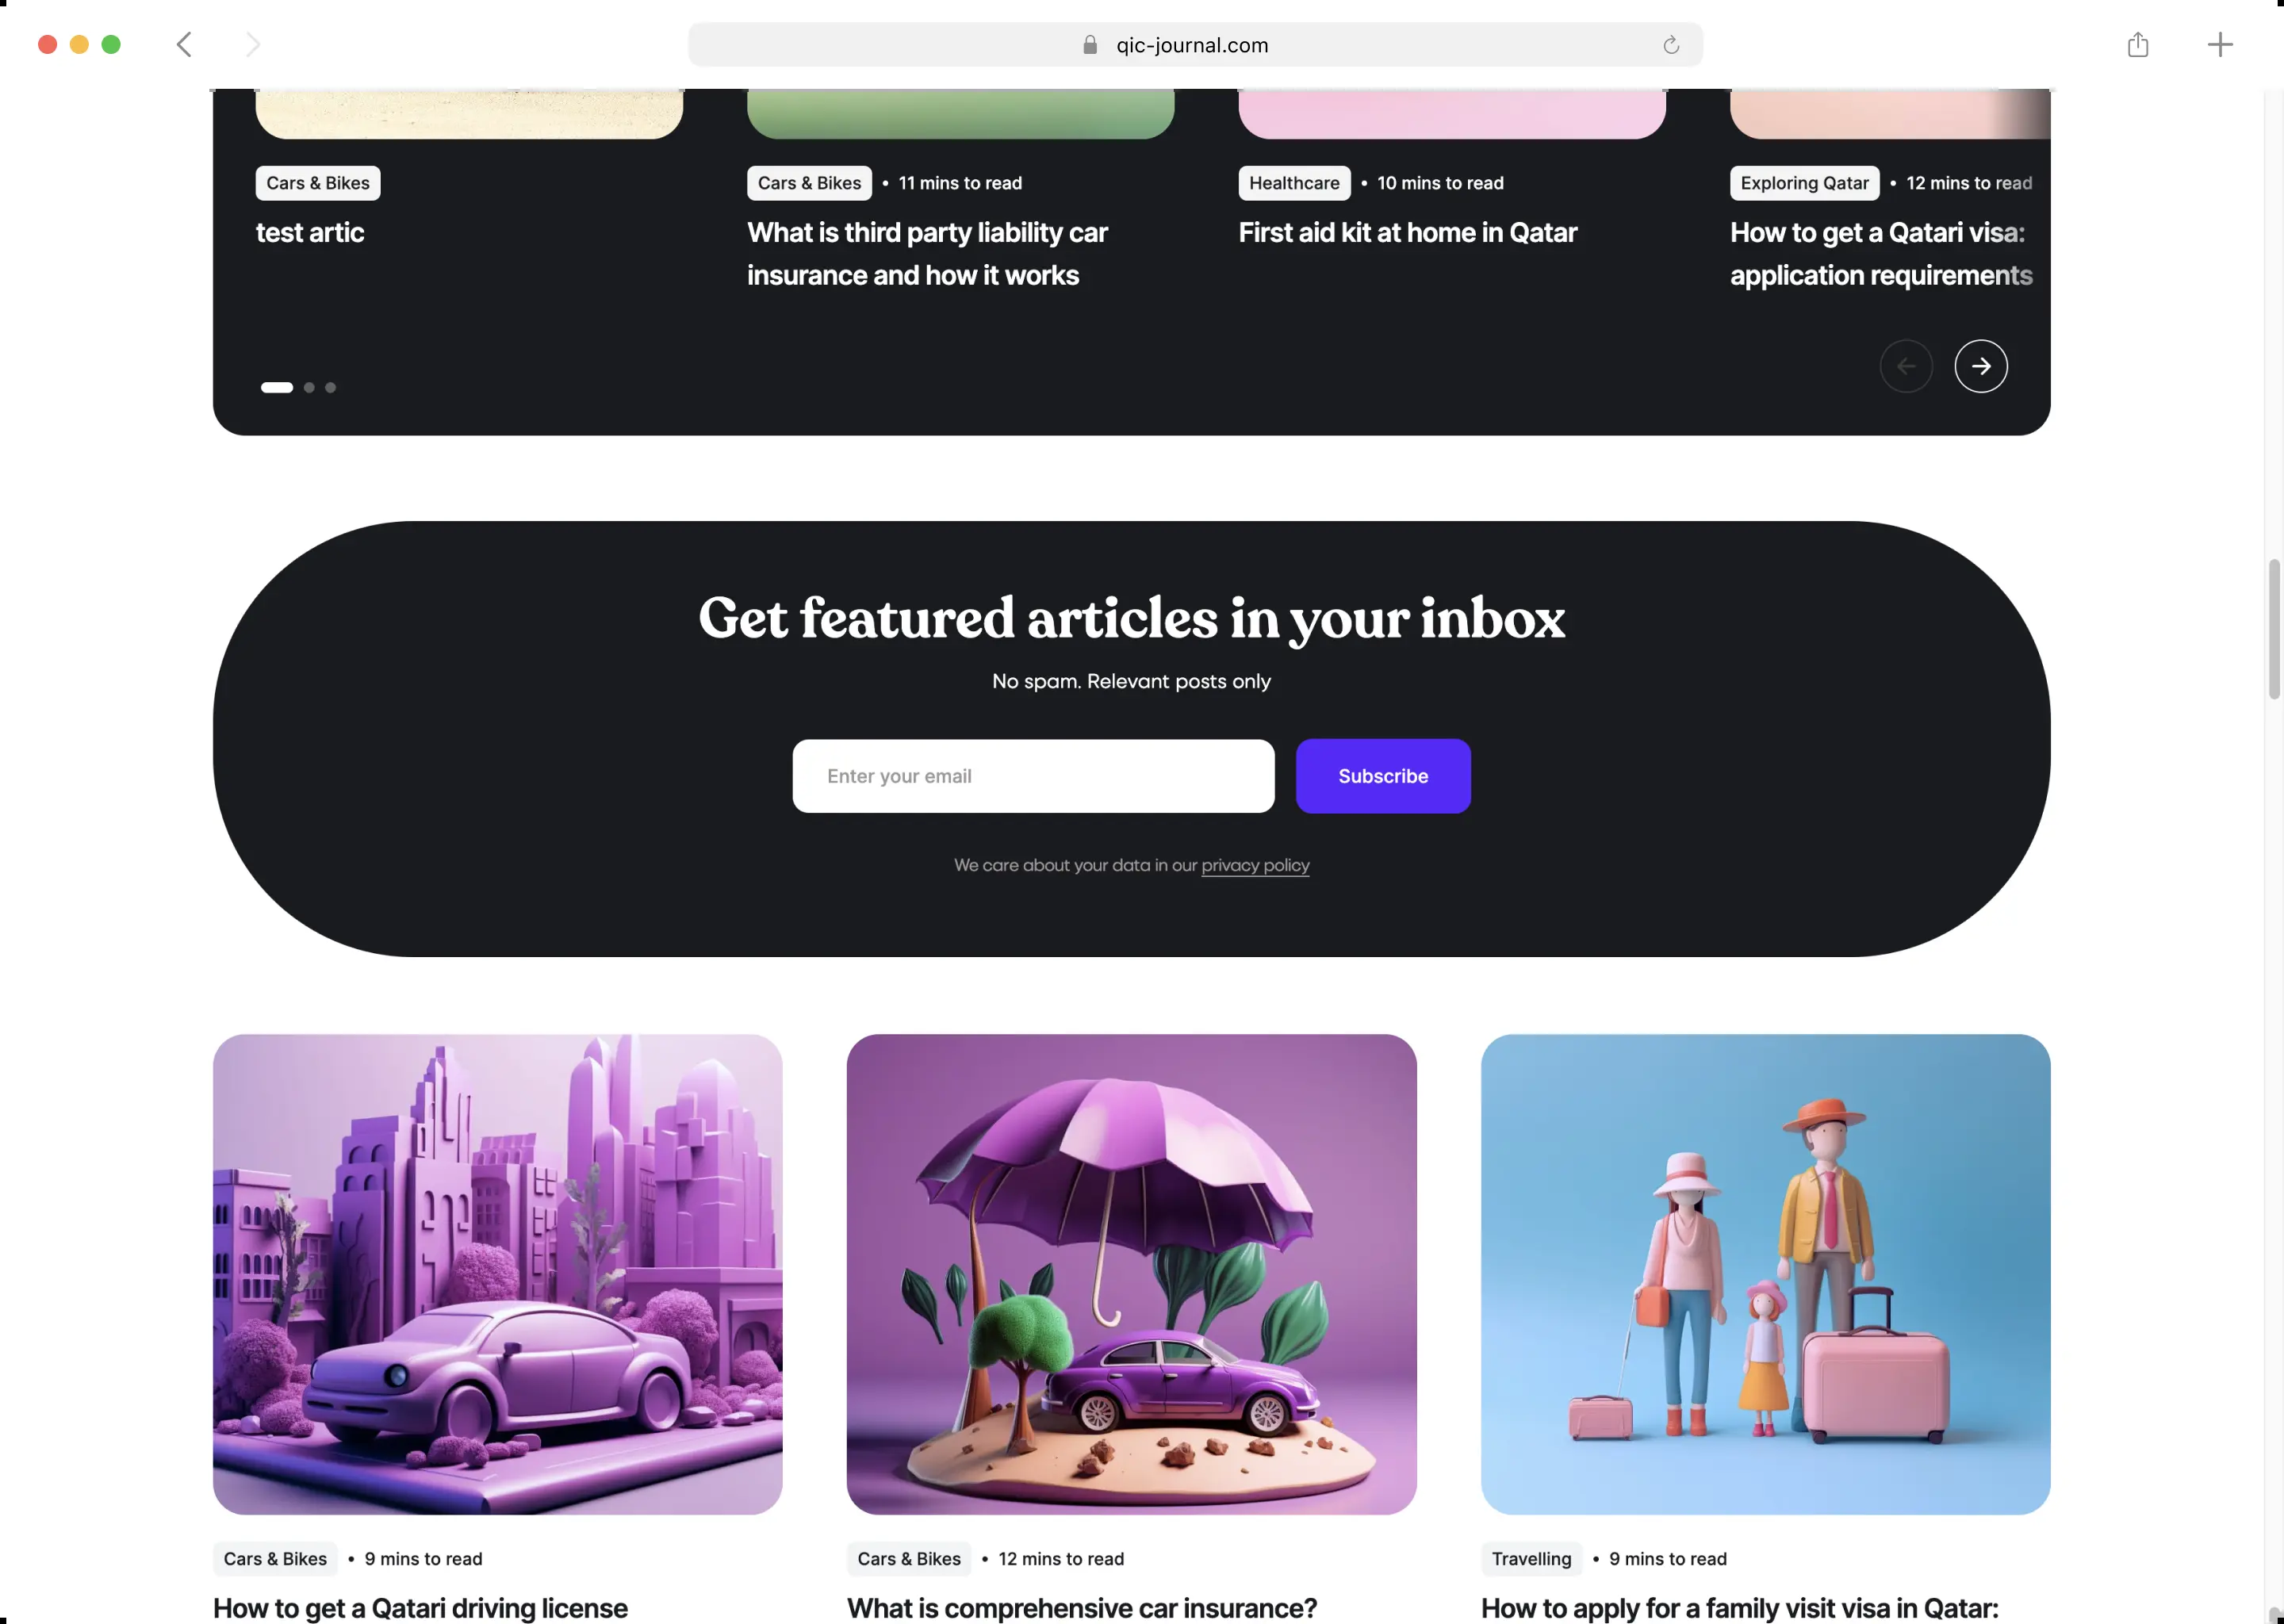 qic-journal.com
Cars & Bikes
test artic
Cars & Bikes • 11 mins to read
What is third party liability car
insurance and how it works
Healthcare • 10 mins to read
First aid kit at home in Qatar
Exploring Qatar • 12 mins to read
How to get a Qatari visa:
application requirements
Get featured articles in your inbox
No spam. Relevant posts only
Enter your email
Subscribe
We care about your data in our privacy policy
Cars & Bikes • 9 mins to read
How to get a Qatari driving license
Cars & Bikes • 12 mins to read
What is comprehensive car insurance?
Travelling • 9 mins to read
How to apply for a family visit visa in Qatar: